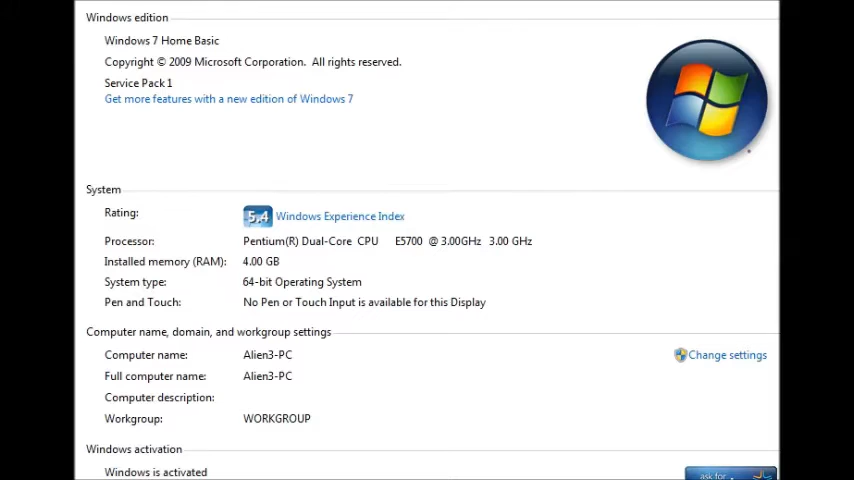 Windows edition
Windows 7 Home Basic
Copyright © 2009 Microsoft Corporation. All rights reserved.
Service Pack 1
Get more features with a new edition of Windows 7
System
Rating: 5.4 Windows Experience Index
Processor: Pentium(R) Dual-Core CPU E5700 @ 3.00GHz 3.00 GHz
Installed memory (RAM): 4.00 GB
System type: 64-bit Operating System
Pen and Touch: No Pen or Touch Input is available for this Display
Computer name, domain, and workgroup settings
Computer name: Alien3-PC Change settings
Full computer name: Alien3-PC
Computer description:
Workgroup: WORKGROUP
Windows activation
Windows is activated
ask for